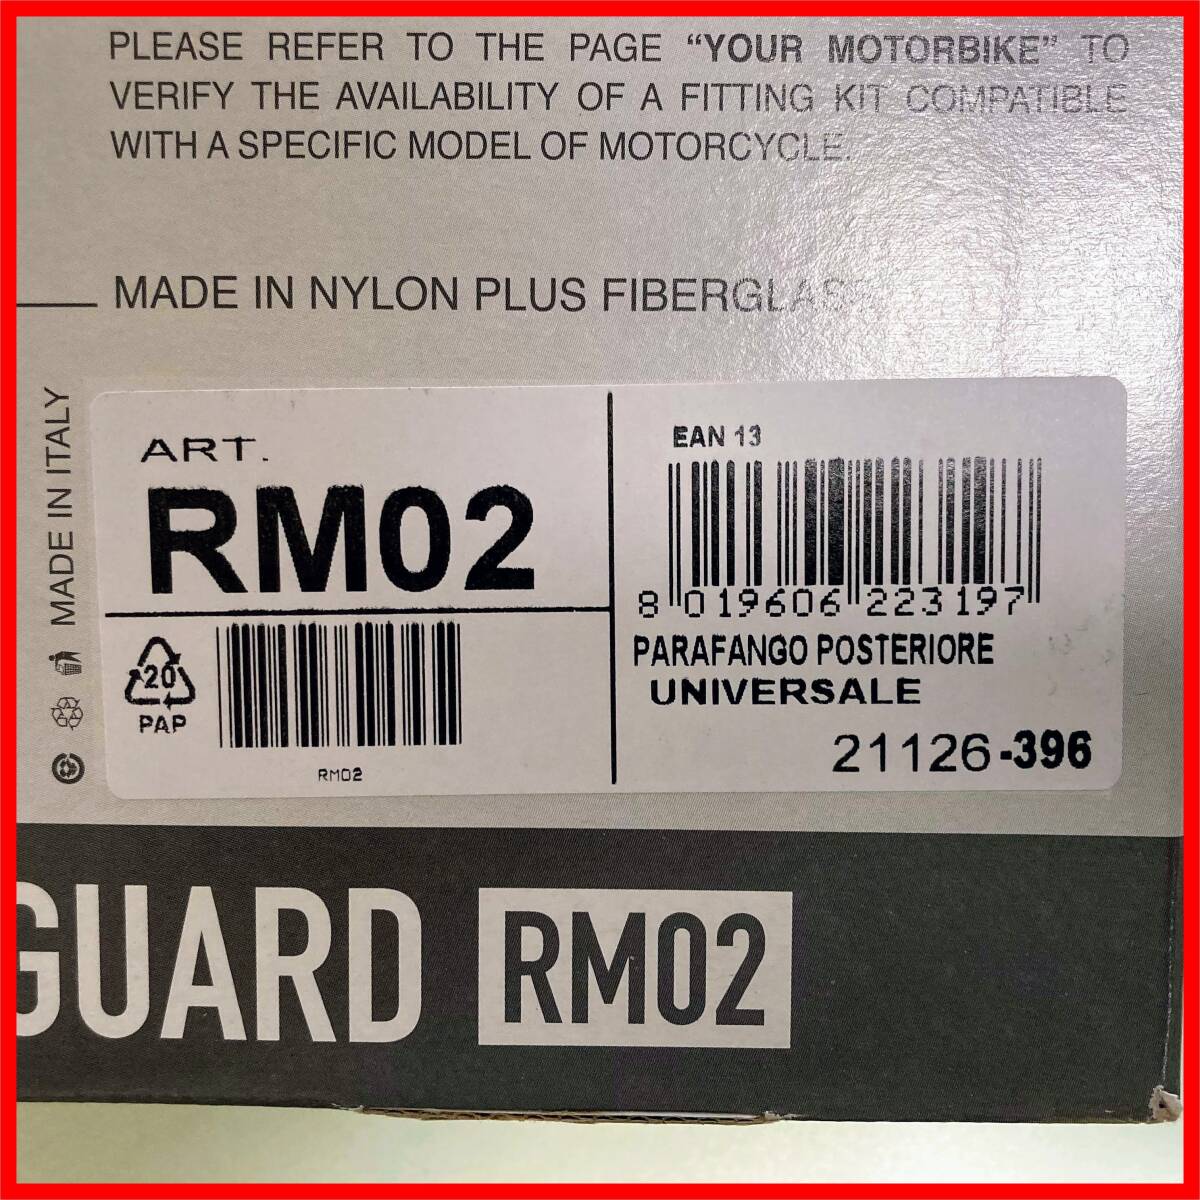 PLEASE REFER TO THE PAGE “YOUR MOTORBIKE” TO
VERIFY THE AVAILABILITY OF A FITTING KIT COMPATIBLE
WITH A SPECIFIC MODEL OF MOTORCYCLE.
MADE IN NYLON PLUS FIBERGLASS
MADE IN ITALY
ART.
RM02
20
PAP
RM02
EAN 13
8 019606 223197
PARAFANGO POSTERIORE
UNIVERSALE
21126-396
GUARD RM02